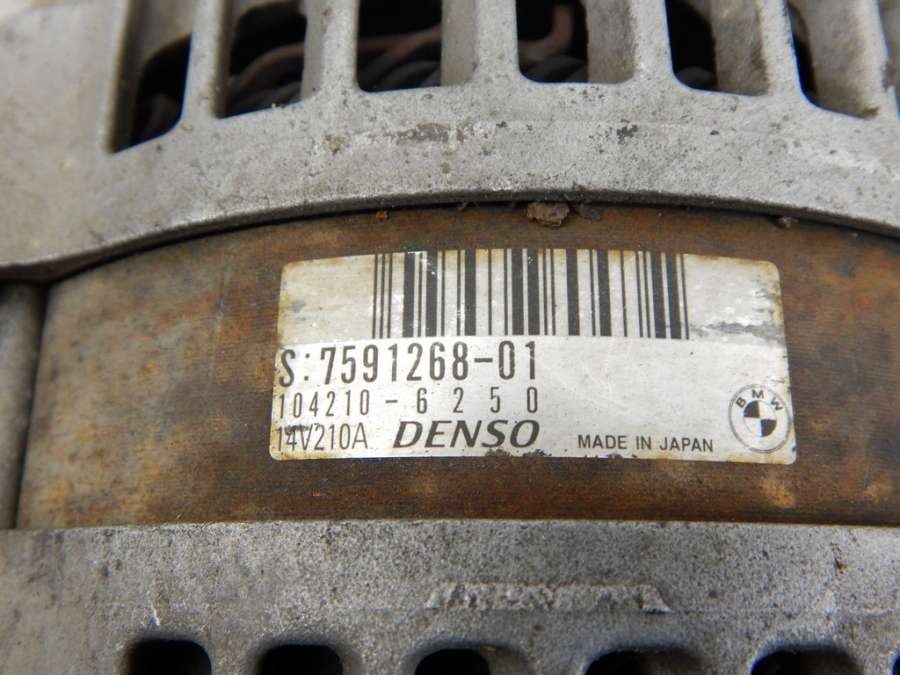 S:7591268-01
104210-6250
14V210A DENSO MADE IN JAPAN
BMW